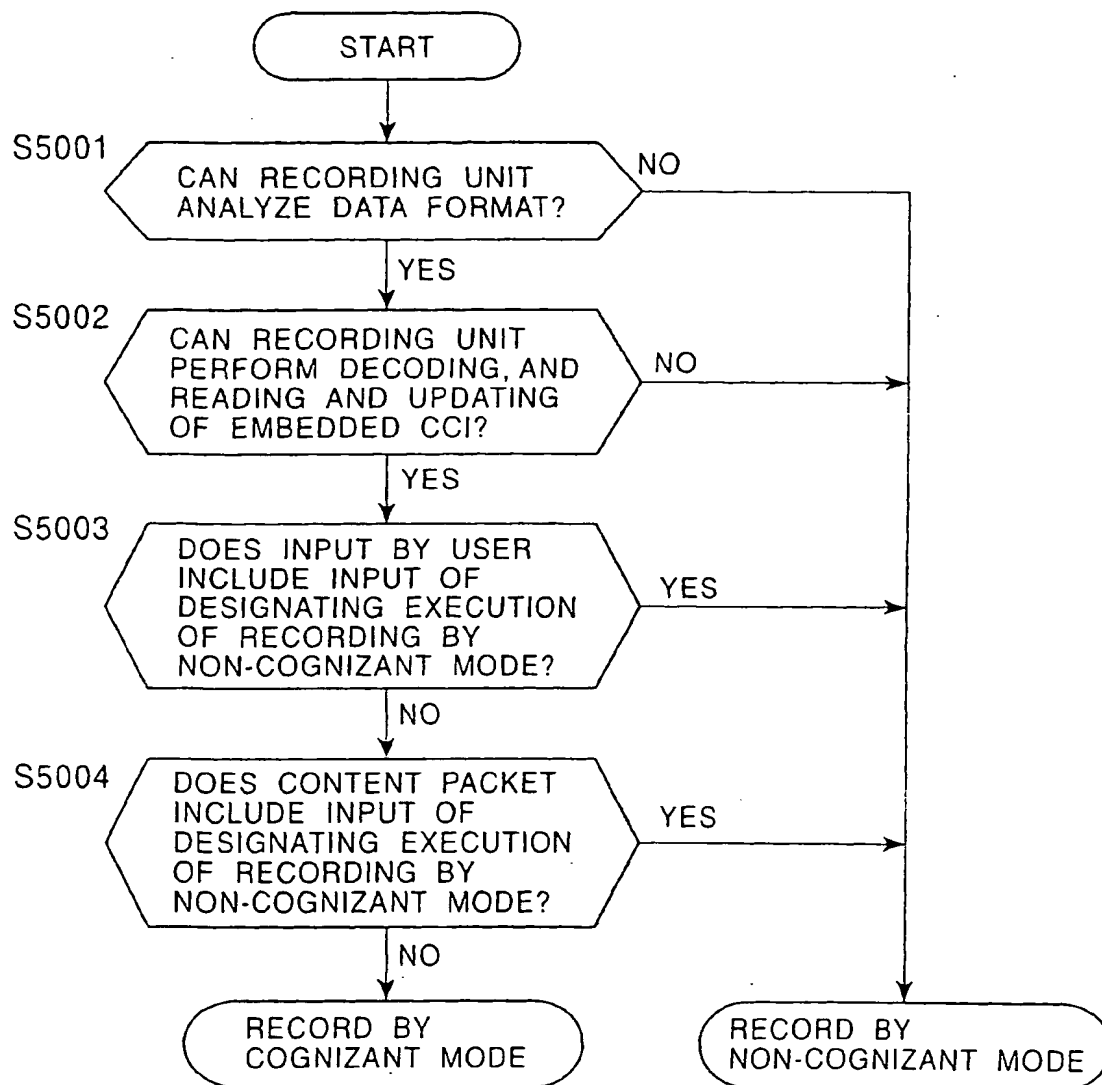 START
S5001
CAN RECORDING UNIT
ANALYZE DATA FORMAT?
NO
YES
S5002
CAN RECORDING UNIT
PERFORM DECODING, AND
READING AND UPDATING
OF EMBEDDED CCI?
NO
YES
S5003
DOES INPUT BY USER
INCLUDE INPUT OF
DESIGNATING EXECUTION
OF RECORDING BY
NON-COGNIZANT MODE?
YES
NO
S5004
DOES CONTENT PACKET
INCLUDE INPUT OF
DESIGNATING EXECUTION
OF RECORDING BY
NON-COGNIZANT MODE?
YES
NO
RECORD BY
COGNIZANT MODE
RECORD BY
NON-COGNIZANT MODE